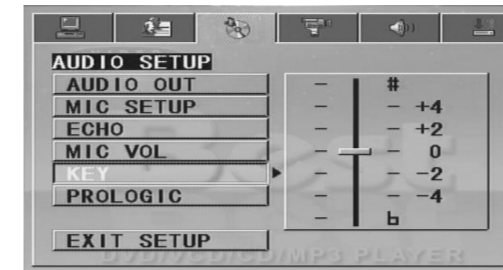 AUDIO SETUP
AUDIO OUT
MIC SETUP
ECHO
MIC VOL
KEY
PROLOGIC
EXIT SETUP
#
+4
+2
0
-2
-4
b
Best
DVD/VCD/CD/MP3 PLAYER